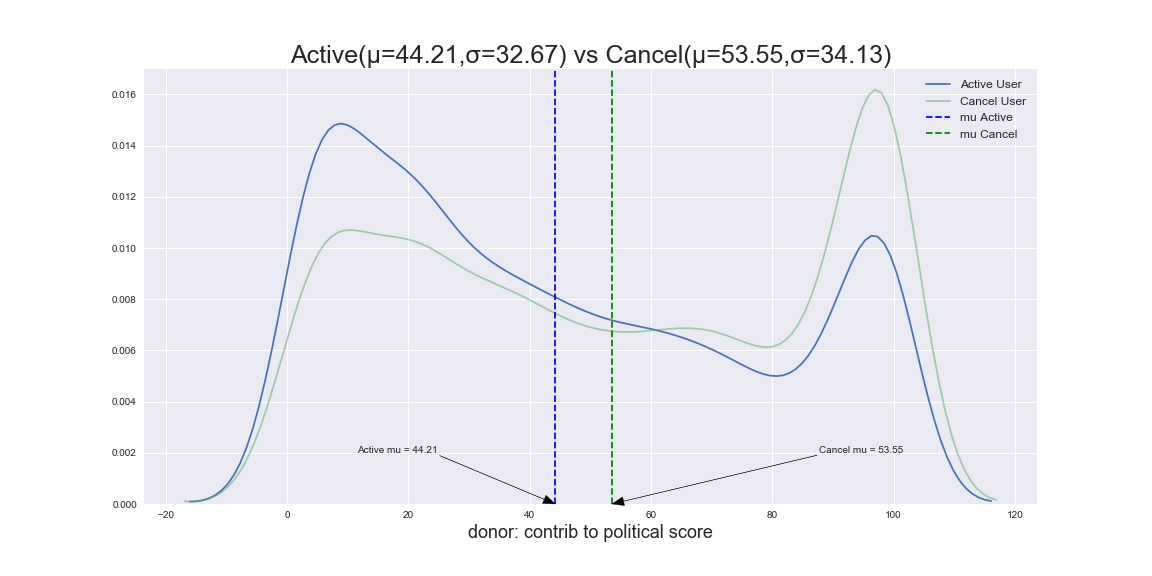 Active(μ=44.21,σ=32.67) vs Cancel(μ=53.55,σ=34.13)
Active User
Cancel User
mu Active
mu Cancel
0.016
0.014
0.012
0.010
0.008
0.006
0.004
0.002
0.000
Active mu = 44.21
Cancel mu = 53.55
−20 0 20 40 60 80 100 120
donor: contrib to political score